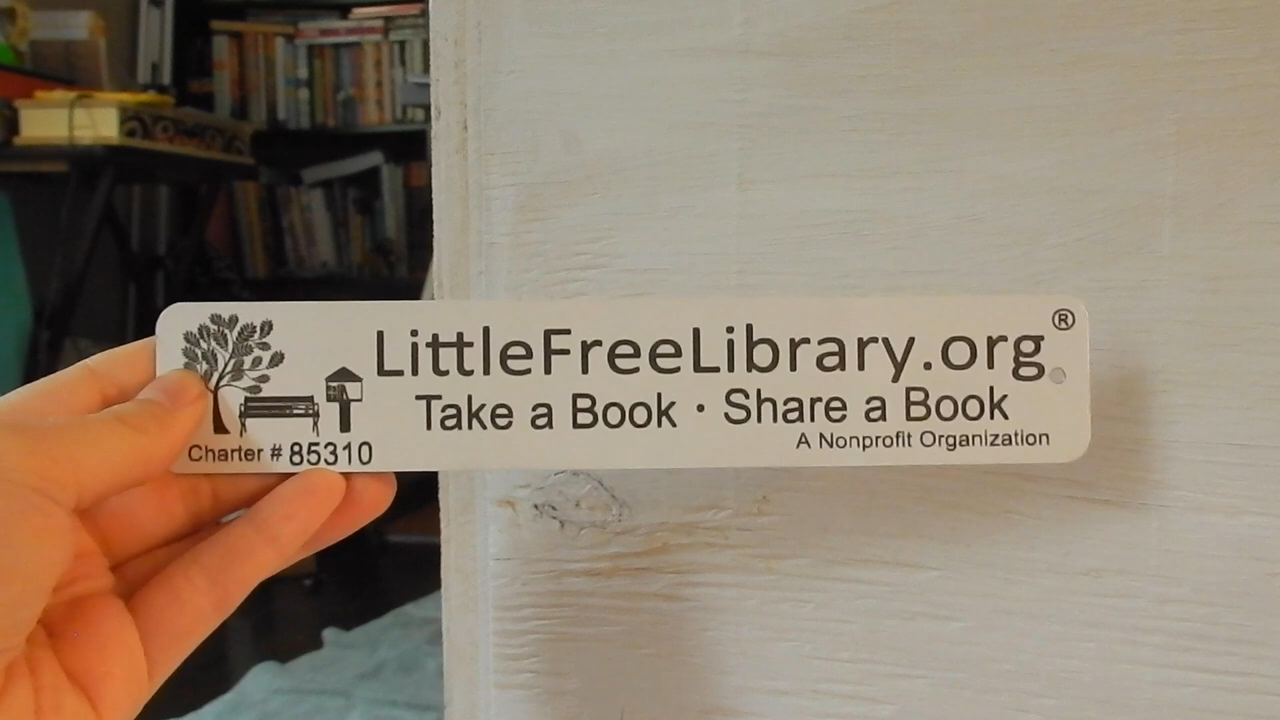 LittleFreeLibrary.org®
Take a Book · Share a Book
A Nonprofit Organization
Charter # 85310